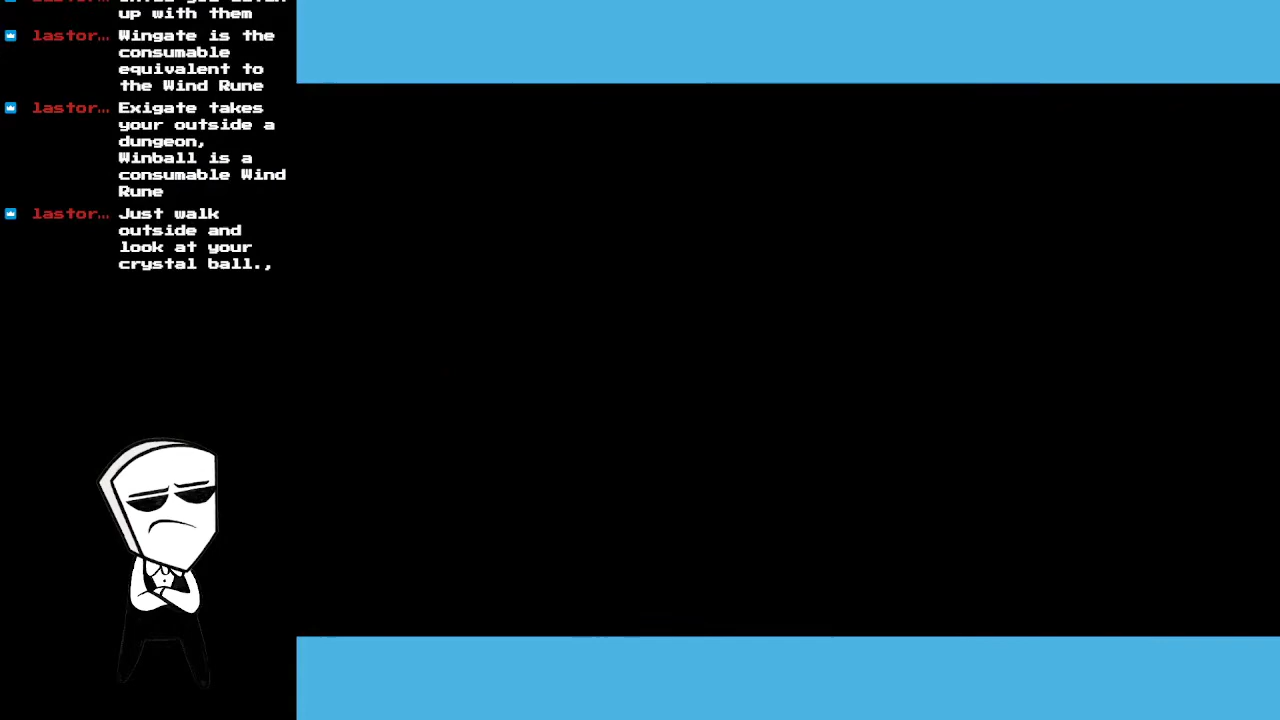 up with them
lastor… Wingate is the
consumable
equivalent to
the Wind Rune
lastor… Exigate takes
your outside a
dungeon,
Winball is a
consumable Wind
Rune
lastor… Just walk
outside and
look at your
crystal ball.,